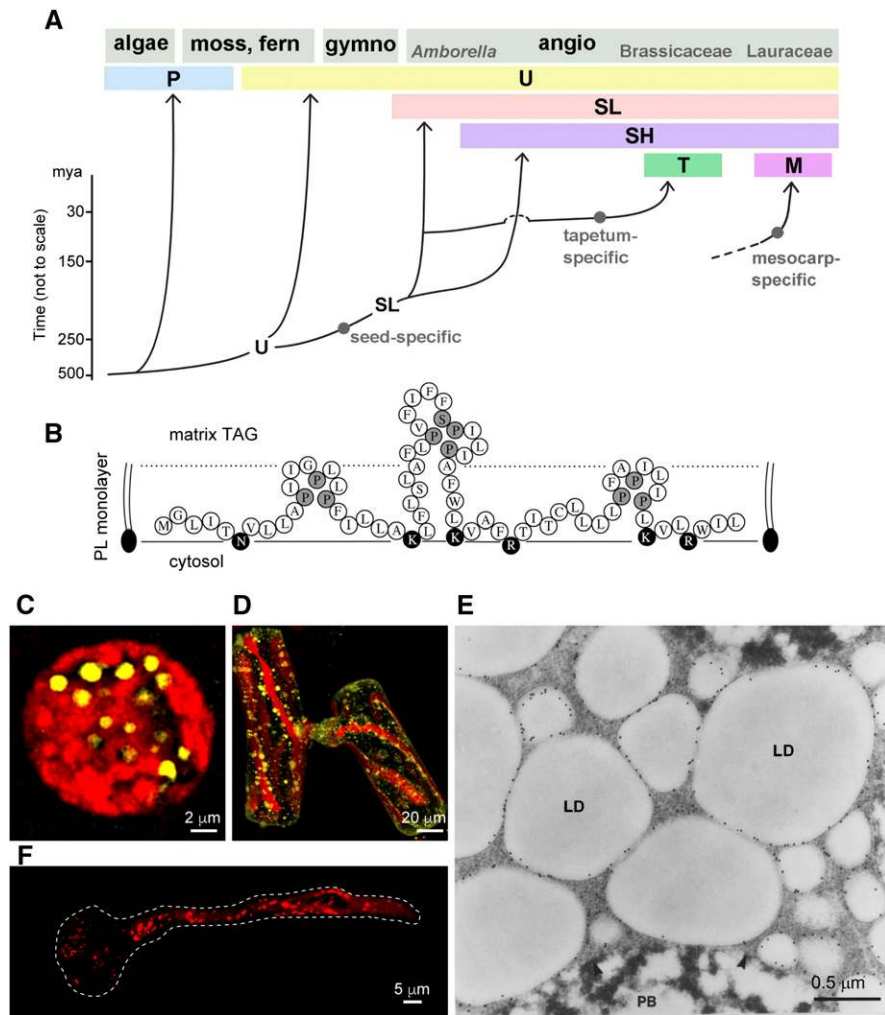 A
algae
moss, fern
gymno
Amborella
angio
Brassicaceae
Lauraceae
P
U
SL
SH
T
M
mya
30
150
250
500
Time (not to scale)
tapetum-
specific
mesocarp-
specific
SL
seed-specific
U
B
matrix TAG
PL monolayer
cytosol
M G L I T N V L L A
I I I G L L
P P P
F I L L A K L F L S L A L F V F I F F S
P P P
I L I
A F W L K V A F R T I T C L L L
F A I L I
P P P
L K V L R W I L
C
2 µm
D
20 µm
E
LD
LD
PB
0.5 µm
F
5 µm